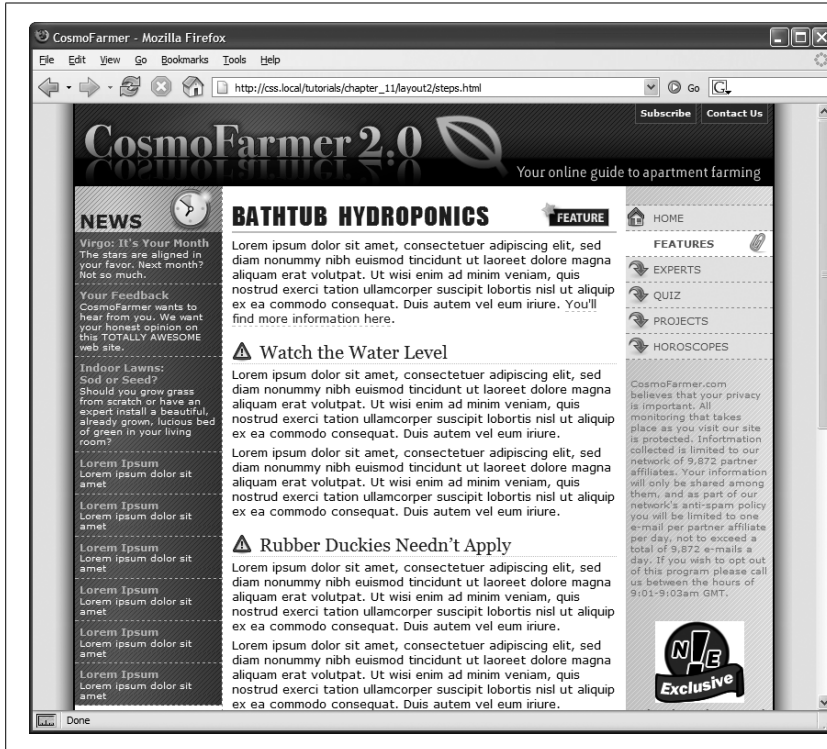 CosmoFarmer - Mozilla Firefox
File Edit View Go Bookmarks Tools Help
http://css.local/tutorials/chapter_11/layout2/steps.html
Go
G
Subscribe Contact Us
CosmoFarmer 2.0
Your online guide to apartment farming
NEWS
Virgo: It's Your Month
The stars are aligned in
your favor. Next month?
Not so much.
Your Feedback
CosmoFarmer wants to
hear from you. We want
your honest opinion on
this TOTALLY AWESOME
web site.
Indoor Lawns:
Sod or Seed?
Should you grow grass
from scratch or have an
expert install a beautiful,
already grown, lucious bed
of green in your living
room?
Lorem Ipsum
Lorem ipsum dolor sit
amet
Lorem Ipsum
Lorem ipsum dolor sit
amet
Lorem Ipsum
Lorem ipsum dolor sit
amet
Lorem Ipsum
Lorem ipsum dolor sit
amet
Lorem Ipsum
Lorem ipsum dolor sit
amet
Lorem Ipsum
Lorem ipsum dolor sit
amet
BATHTUB HYDROPONICS
FEATURE
Lorem ipsum dolor sit amet, consectetuer adipiscing elit, sed
diam nonummy nibh euismod tincidunt ut laoreet dolore magna
aliquam erat volutpat. Ut wisi enim ad minim veniam, quis
nostrud exerci tation ullamcorper suscipit lobortis nisl ut aliquip
ex ea commodo consequat. Duis autem vel eum iriure. You'll
find more information here.
Watch the Water Level
Lorem ipsum dolor sit amet, consectetuer adipiscing elit, sed
diam nonummy nibh euismod tincidunt ut laoreet dolore magna
aliquam erat volutpat. Ut wisi enim ad minim veniam, quis
nostrud exerci tation ullamcorper suscipit lobortis nisl ut aliquip
ex ea commodo consequat. Duis autem vel eum iriure.
Lorem ipsum dolor sit amet, consectetuer adipiscing elit, sed
diam nonummy nibh euismod tincidunt ut laoreet dolore magna
aliquam erat volutpat. Ut wisi enim ad minim veniam, quis
nostrud exerci tation ullamcorper suscipit lobortis nisl ut aliquip
ex ea commodo consequat. Duis autem vel eum iriure.
Rubber Duckies Needn't Apply
Lorem ipsum dolor sit amet, consectetuer adipiscing elit, sed
diam nonummy nibh euismod tincidunt ut laoreet dolore magna
aliquam erat volutpat. Ut wisi enim ad minim veniam, quis
nostrud exerci tation ullamcorper suscipit lobortis nisl ut aliquip
ex ea commodo consequat. Duis autem vel eum iriure.
Lorem ipsum dolor sit amet, consectetuer adipiscing elit, sed
diam nonummy nibh euismod tincidunt ut laoreet dolore magna
aliquam erat volutpat. Ut wisi enim ad minim veniam, quis
nostrud exerci tation ullamcorper suscipit lobortis nisl ut aliquip
ex ea commodo consequat. Duis autem vel eum iriure.
HOME
FEATURES
EXPERTS
QUIZ
PROJECTS
HOROSCOPES
CosmoFarmer.com
believes that your privacy
is important. All
monitoring that takes
place as you visit our site
is protected. Information
collected is limited to our
network of 9,872 partner
affiliates. Your information
will only be shared among
them, and as part of our
network's anti-spam policy
you will be limited to one
e-mail per partner affiliate
per day, not to exceed a
total of 9,872 e-mails a
day. If you wish to opt out
of this program please call
us between the hours of
9:01-9:03am GMT.
N!E
Exclusive
Done